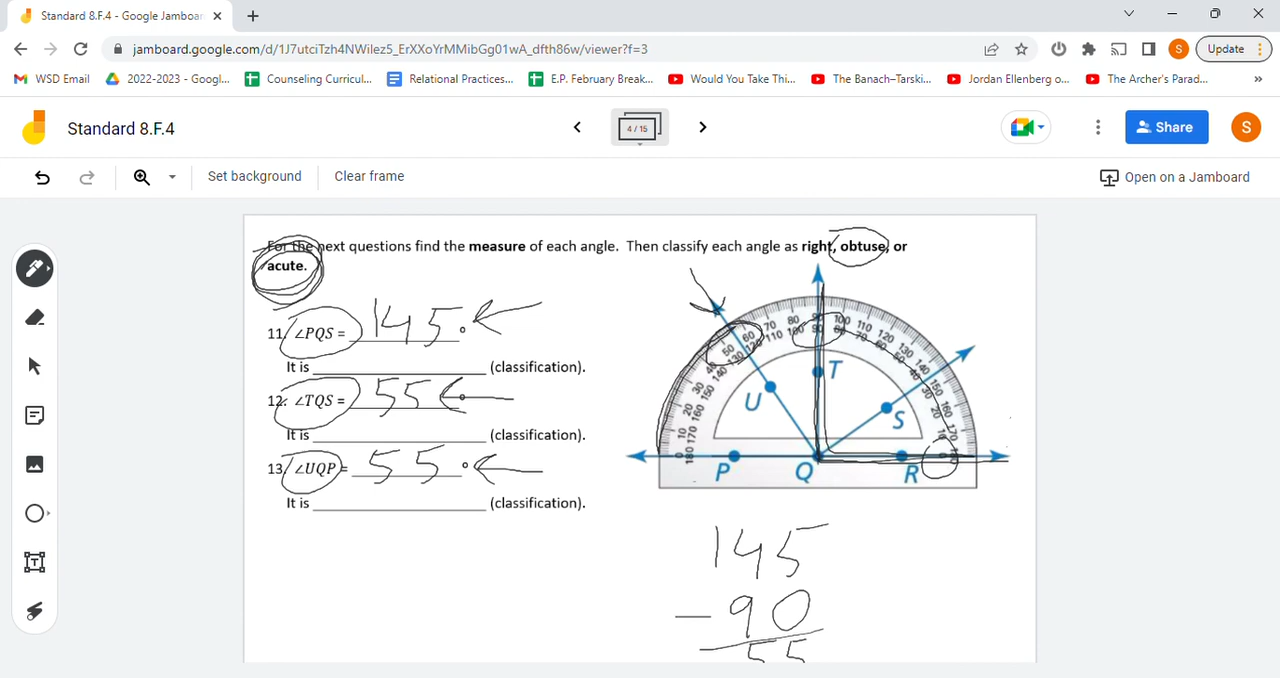 Standard 8.F.4 - Google Jamboar
jamboard.google.com/d/1J7utciTzh4NWilez5_ErXXoYrMMibGg01wA_dfth86w/viewer?f=3
S
Update
WSD Email
2022-2023 - Googl...
Counseling Curricul...
Relational Practices...
E.P. February Break...
Would You Take Thi...
The Banach–Tarski...
Jordan Ellenberg o...
The Archer's Parad...
Standard 8.F.4
4 / 15
Share
S
Set background
Clear frame
Open on a Jamboard
For the next questions find the measure of each angle. Then classify each angle as right, obtuse, or
acute.
11. ∠PQS = 145°
It is ____ (classification).
12. ∠TQS = 55°
It is ____ (classification).
13. ∠UQP = 55°
It is ____ (classification).
T
U
S
P
Q
R
145
- 90
55